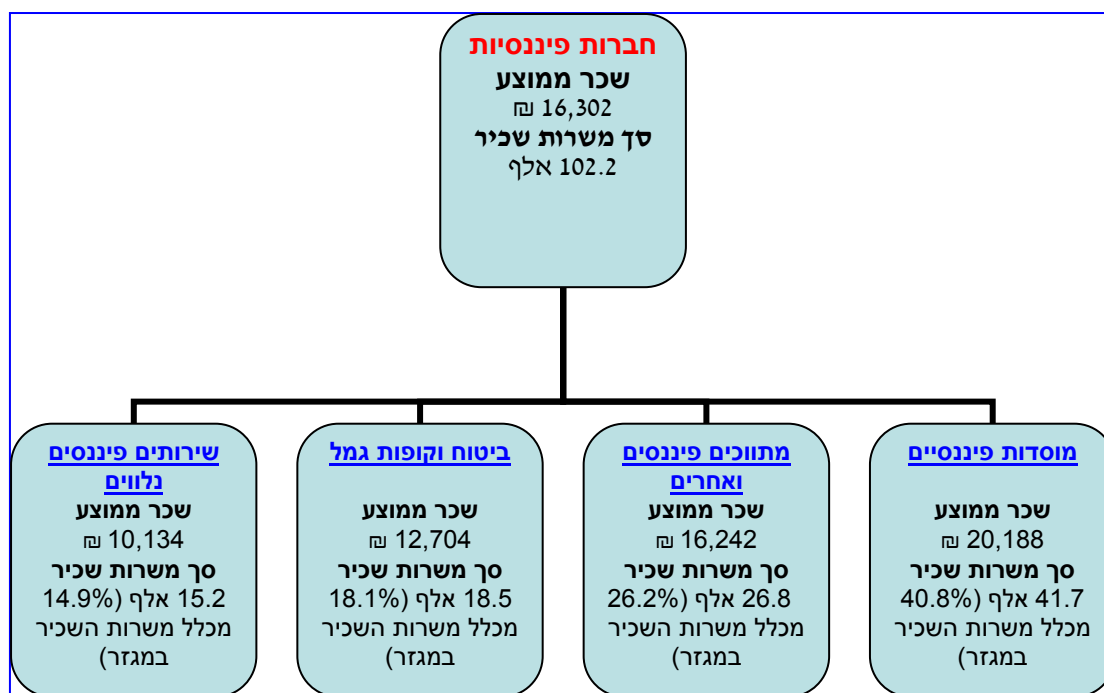 חברות פיננסיות
שכר ממוצע
16,302 ₪
סך משרות שכיר
102.2 אלף
מוסדות פיננסיים
שכר ממוצע
20,188 ₪
סך משרות שכיר
41.7 אלף (40.8%
מכלל משרות השכיר
במגזר)
מתווכים פיננסים
ואחרים
שכר ממוצע
16,242 ₪
סך משרות שכיר
26.8 אלף (26.2%
מכלל משרות השכיר
במגזר)
ביטוח וקופות גמל
שכר ממוצע
12,704 ₪
סך משרות שכיר
18.5 אלף (18.1%
מכלל משרות השכיר
במגזר)
שירותים פיננסים
נלווים
שכר ממוצע
10,134 ₪
סך משרות שכיר
15.2 אלף (14.9%
מכלל משרות השכיר
במגזר)